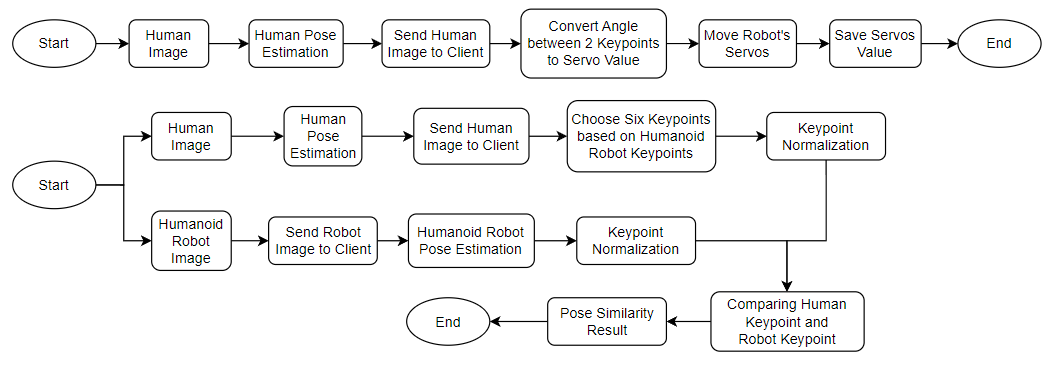 Start
Human
Image
Human Pose
Estimation
Send Human
Image to Client
Convert Angle
between 2 Keypoints
to Servo Value
Move Robot's
Servos
Save Servos
Value
End
Start
Human
Image
Human
Pose
Estimation
Send Human
Image to Client
Choose Six Keypoints
based on Humanoid
Robot Keypoints
Keypoint
Normalization
Humanoid
Robot
Image
Send Robot
Image to Client
Humanoid Robot
Pose Estimation
Keypoint
Normalization
Comparing Human
Keypoint and
Robot Keypoint
Pose Similarity
Result
End